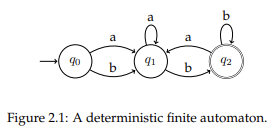 a b
a a
q0 q1 q2
b b
Figure 2.1: A deterministic finite automaton.